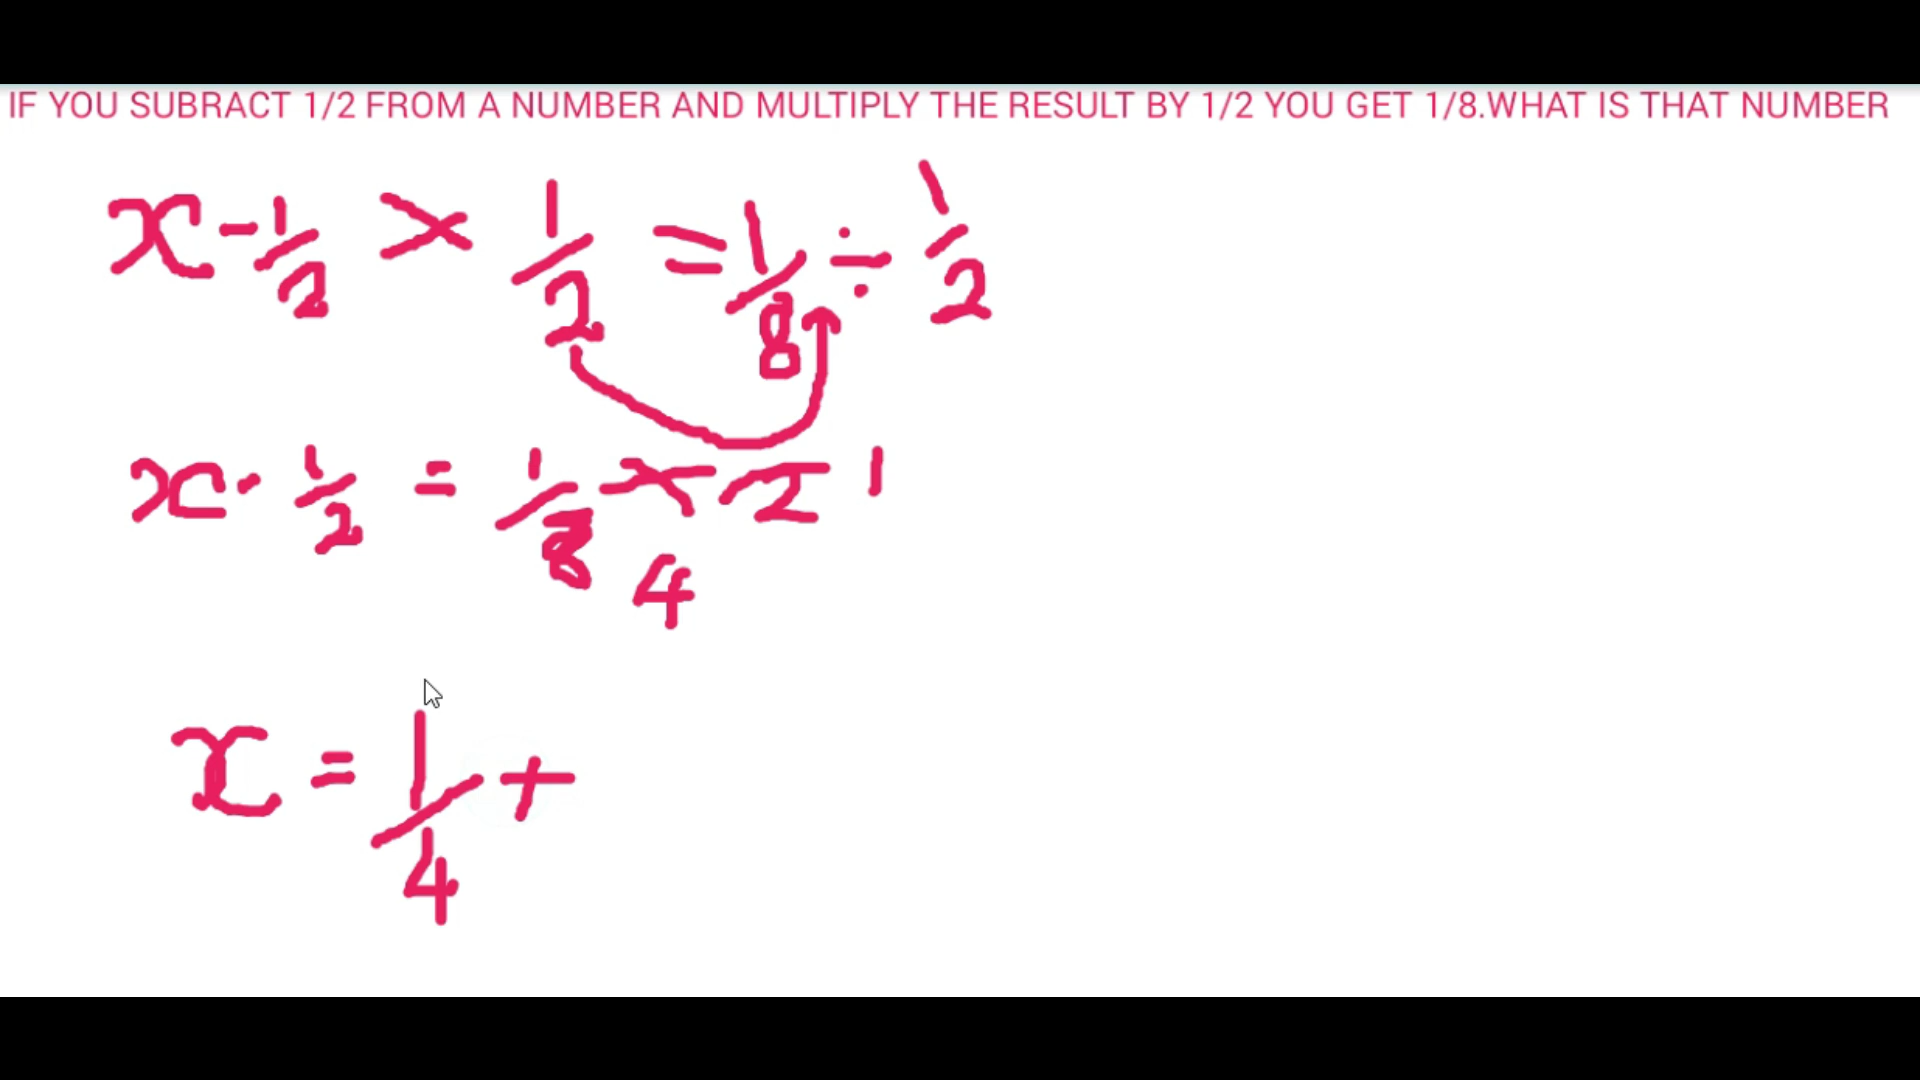 IF YOU SUBRACT 1/2 FROM A NUMBER AND MULTIPLY THE RESULT BY 1/2 YOU GET 1/8.WHAT IS THAT NUMBER
x - 1/2 × 1/2 = 1/8 ÷ 1/2
x - 1/2 = 1/8 × 2 1
4
x = 1/4 +